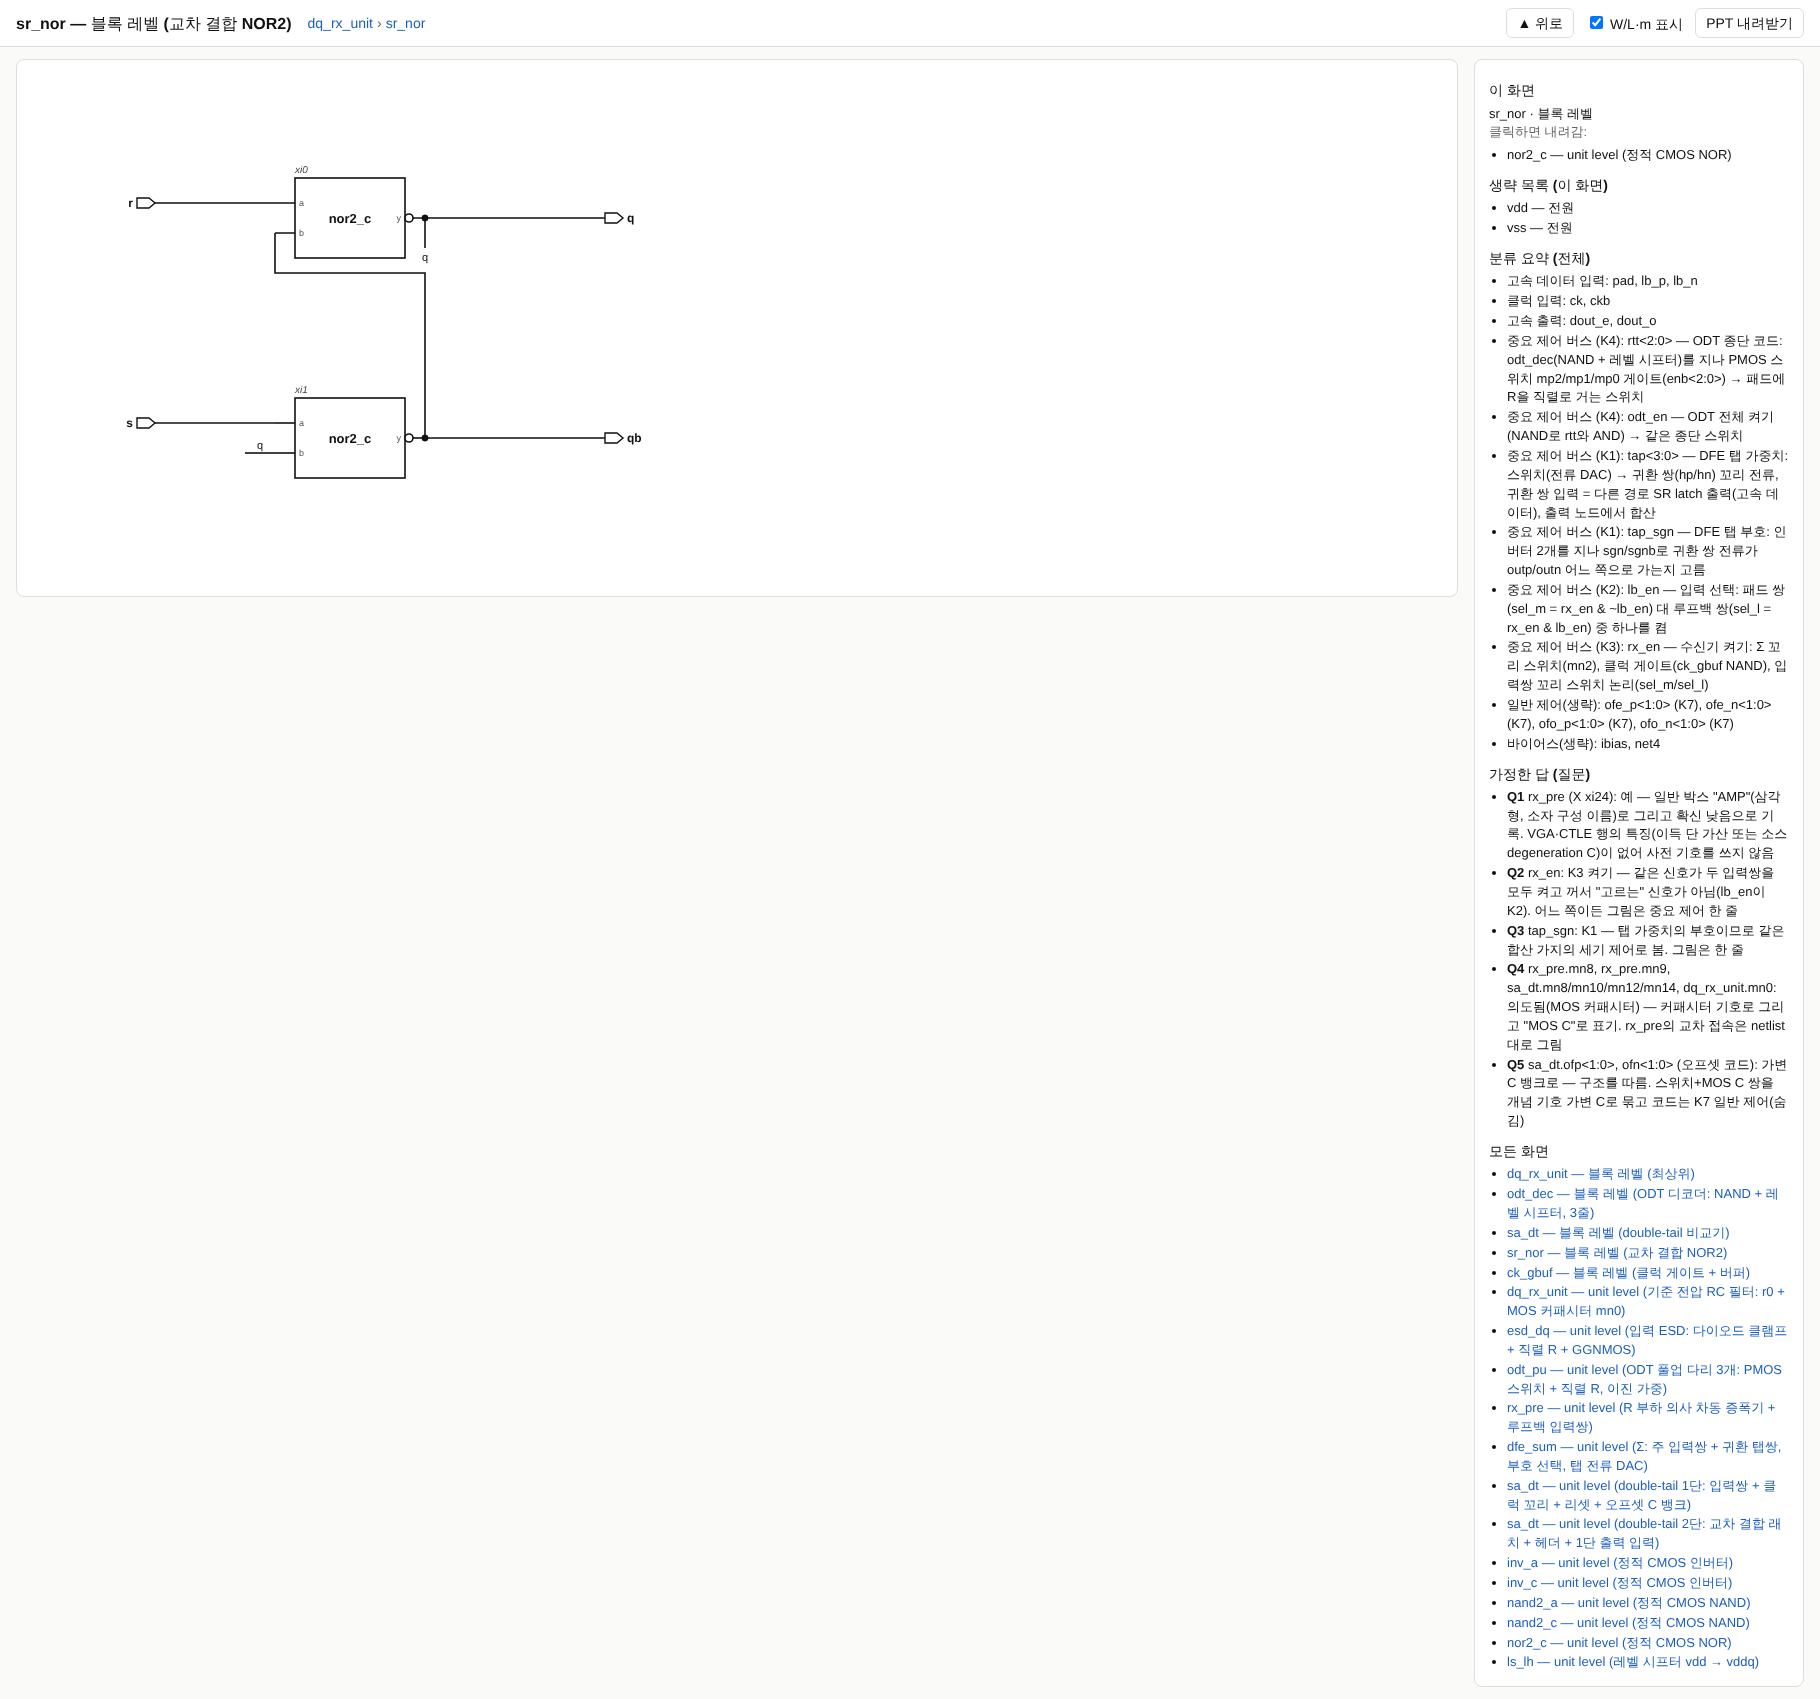 sr_nor — 블록 레벨 (교차 결합 NOR2)
dq_rx_unit › sr_nor
▲ 위로
W/L·m 표시
PPT 내려받기
xi0
r
a
b
nor2_c
y
q
q
xi1
s
q
a
b
nor2_c
y
qb
이 화면
sr_nor · 블록 레벨
클릭하면 내려감:
nor2_c — unit level (정적 CMOS NOR)
생략 목록 (이 화면)
vdd — 전원
vss — 전원
분류 요약 (전체)
고속 데이터 입력: pad, lb_p, lb_n
클럭 입력: ck, ckb
고속 출력: dout_e, dout_o
중요 제어 버스 (K4): rtt<2:0> — ODT 종단 코드:
odt_dec(NAND + 레벨 시프터)를 지나 PMOS 스
위치 mp2/mp1/mp0 게이트(enb<2:0>) → 패드에
R을 직렬로 거는 스위치
중요 제어 버스 (K4): odt_en — ODT 전체 켜기
(NAND로 rtt와 AND) → 같은 종단 스위치
중요 제어 버스 (K1): tap<3:0> — DFE 탭 가중치:
스위치(전류 DAC) → 귀환 쌍(hp/hn) 꼬리 전류,
귀환 쌍 입력 = 다른 경로 SR latch 출력(고속 데
이터), 출력 노드에서 합산
중요 제어 버스 (K1): tap_sgn — DFE 탭 부호: 인
버터 2개를 지나 sgn/sgnb로 귀환 쌍 전류가
outp/outn 어느 쪽으로 가는지 고름
중요 제어 버스 (K2): lb_en — 입력 선택: 패드 쌍
(sel_m = rx_en & ~lb_en) 대 루프백 쌍(sel_l =
rx_en & lb_en) 중 하나를 켬
중요 제어 버스 (K3): rx_en — 수신기 켜기: Σ 꼬
리 스위치(mn2), 클럭 게이트(ck_gbuf NAND), 입
력쌍 꼬리 스위치 논리(sel_m/sel_l)
일반 제어(생략): ofe_p<1:0> (K7), ofe_n<1:0>
(K7), ofo_p<1:0> (K7), ofo_n<1:0> (K7)
바이어스(생략): ibias, net4
가정한 답 (질문)
Q1 rx_pre (X xi24): 예 — 일반 박스 "AMP"(삼각
형, 소자 구성 이름)로 그리고 확신 낮음으로 기
록. VGA·CTLE 행의 특징(이득 단 가산 또는 소스
degeneration C)이 없어 사전 기호를 쓰지 않음
Q2 rx_en: K3 켜기 — 같은 신호가 두 입력쌍을
모두 켜고 꺼서 "고르는" 신호가 아님(lb_en이
K2). 어느 쪽이든 그림은 중요 제어 한 줄
Q3 tap_sgn: K1 — 탭 가중치의 부호이므로 같은
합산 가지의 세기 제어로 봄. 그림은 한 줄
Q4 rx_pre.mn8, rx_pre.mn9,
sa_dt.mn8/mn10/mn12/mn14, dq_rx_unit.mn0:
의도됨(MOS 커패시터) — 커패시터 기호로 그리
고 "MOS C"로 표기. rx_pre의 교차 접속은 netlist
대로 그림
Q5 sa_dt.ofp<1:0>, ofn<1:0> (오프셋 코드): 가변
C 뱅크로 — 구조를 따름. 스위치+MOS C 쌍을
개념 기호 가변 C로 묶고 코드는 K7 일반 제어(숨
김)
모든 화면
dq_rx_unit — 블록 레벨 (최상위)
odt_dec — 블록 레벨 (ODT 디코더: NAND + 레
벨 시프터, 3줄)
sa_dt — 블록 레벨 (double-tail 비교기)
sr_nor — 블록 레벨 (교차 결합 NOR2)
ck_gbuf — 블록 레벨 (클럭 게이트 + 버퍼)
dq_rx_unit — unit level (기준 전압 RC 필터: r0 +
MOS 커패시터 mn0)
esd_dq — unit level (입력 ESD: 다이오드 클램프
+ 직렬 R + GGNMOS)
odt_pu — unit level (ODT 풀업 다리 3개: PMOS
스위치 + 직렬 R, 이진 가중)
rx_pre — unit level (R 부하 의사 차동 증폭기 +
루프백 입력쌍)
dfe_sum — unit level (Σ: 주 입력쌍 + 귀환 탭쌍,
부호 선택, 탭 전류 DAC)
sa_dt — unit level (double-tail 1단: 입력쌍 + 클
럭 꼬리 + 리셋 + 오프셋 C 뱅크)
sa_dt — unit level (double-tail 2단: 교차 결합 래
치 + 헤더 + 1단 출력 입력)
inv_a — unit level (정적 CMOS 인버터)
inv_c — unit level (정적 CMOS 인버터)
nand2_a — unit level (정적 CMOS NAND)
nand2_c — unit level (정적 CMOS NAND)
nor2_c — unit level (정적 CMOS NOR)
ls_lh — unit level (레벨 시프터 vdd → vddq)